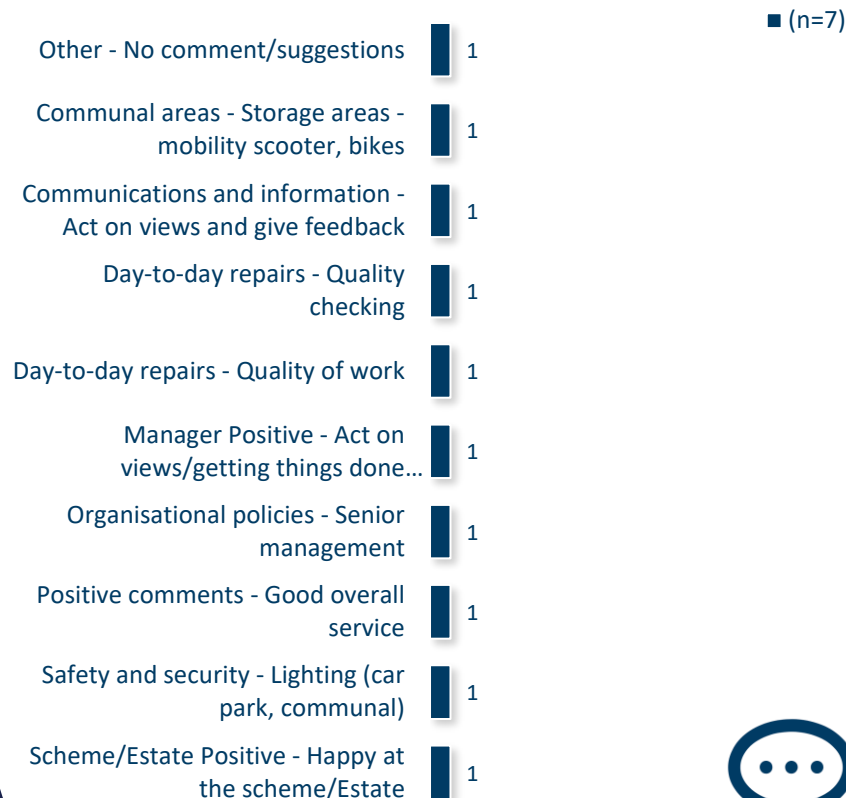 (n=7)
Other - No comment/suggestions 1
Communal areas - Storage areas -
mobility scooter, bikes 1
Communications and information -
Act on views and give feedback 1
Day-to-day repairs - Quality
checking 1
Day-to-day repairs - Quality of work 1
Manager Positive - Act on
views/getting things done… 1
Organisational policies - Senior
management 1
Positive comments - Good overall
service 1
Safety and security - Lighting (car
park, communal) 1
Scheme/Estate Positive - Happy at
the scheme/Estate 1